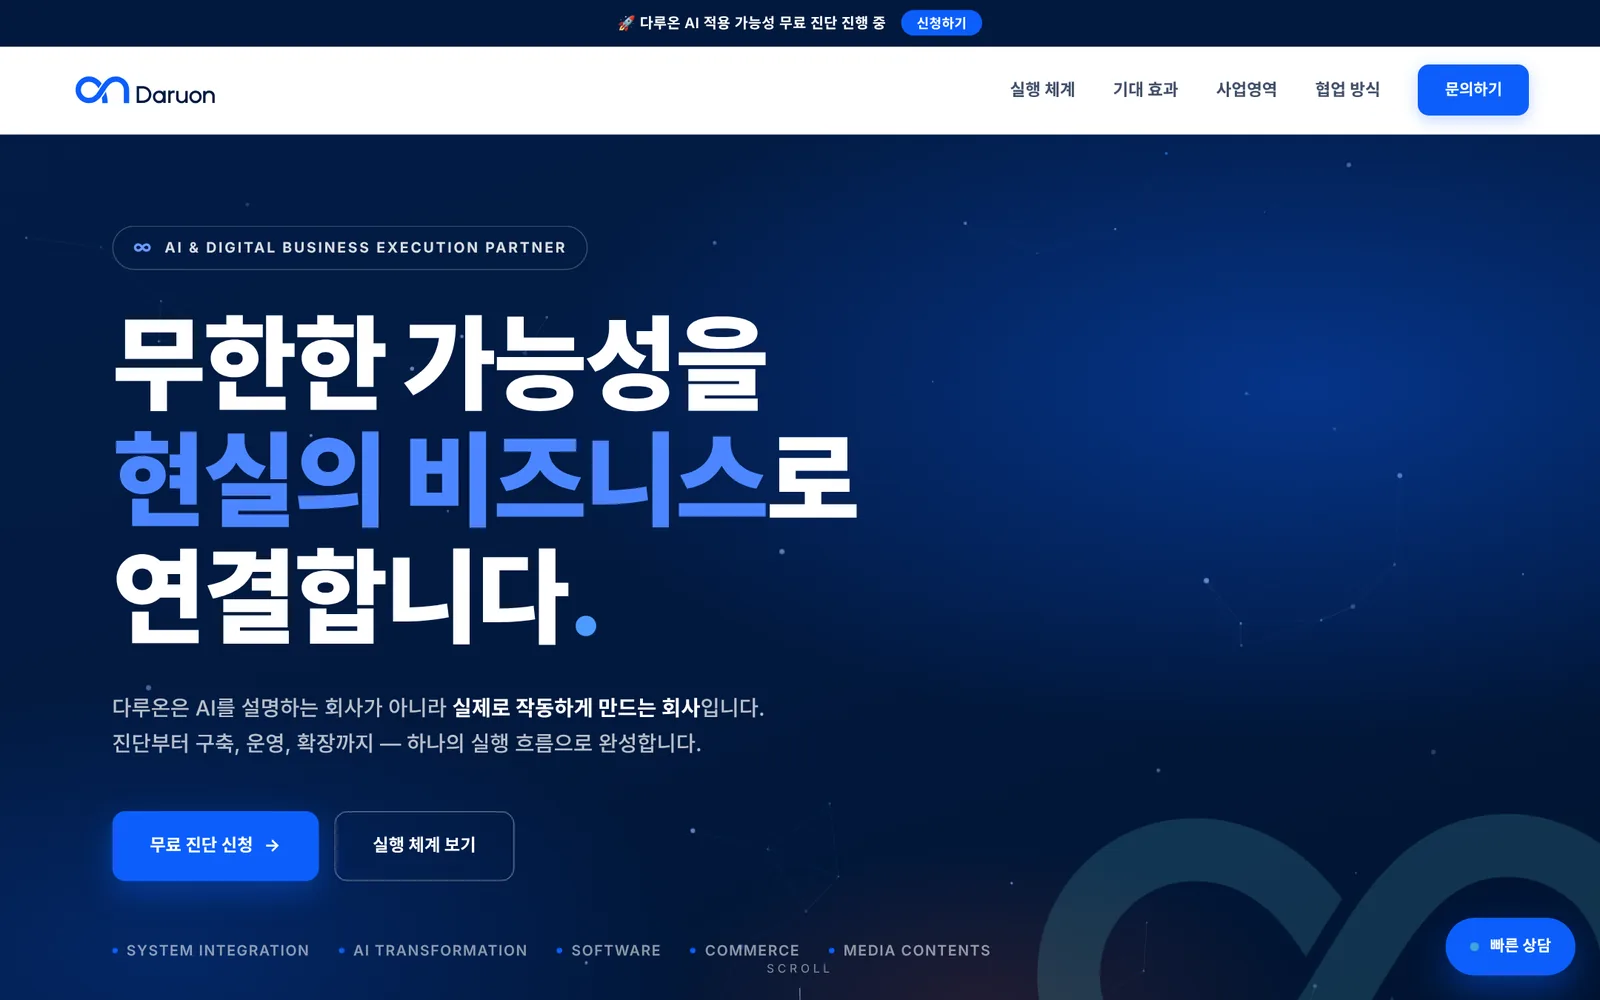 🚀 다루온 AI 적용 가능성 무료 진단 진행 중 신청하기
Daruon
실행 체계 기대 효과 사업영역 협업 방식 문의하기
AI & DIGITAL BUSINESS EXECUTION PARTNER
무한한 가능성을
현실의 비즈니스로
연결합니다.
다루온은 AI를 설명하는 회사가 아니라 실제로 작동하게 만드는 회사입니다.
진단부터 구축, 운영, 확장까지 — 하나의 실행 흐름으로 완성합니다.
무료 진단 신청 → 실행 체계 보기
SYSTEM INTEGRATION AI TRANSFORMATION SOFTWARE COMMERCE MEDIA CONTENTS
SCROLL
빠른 상담